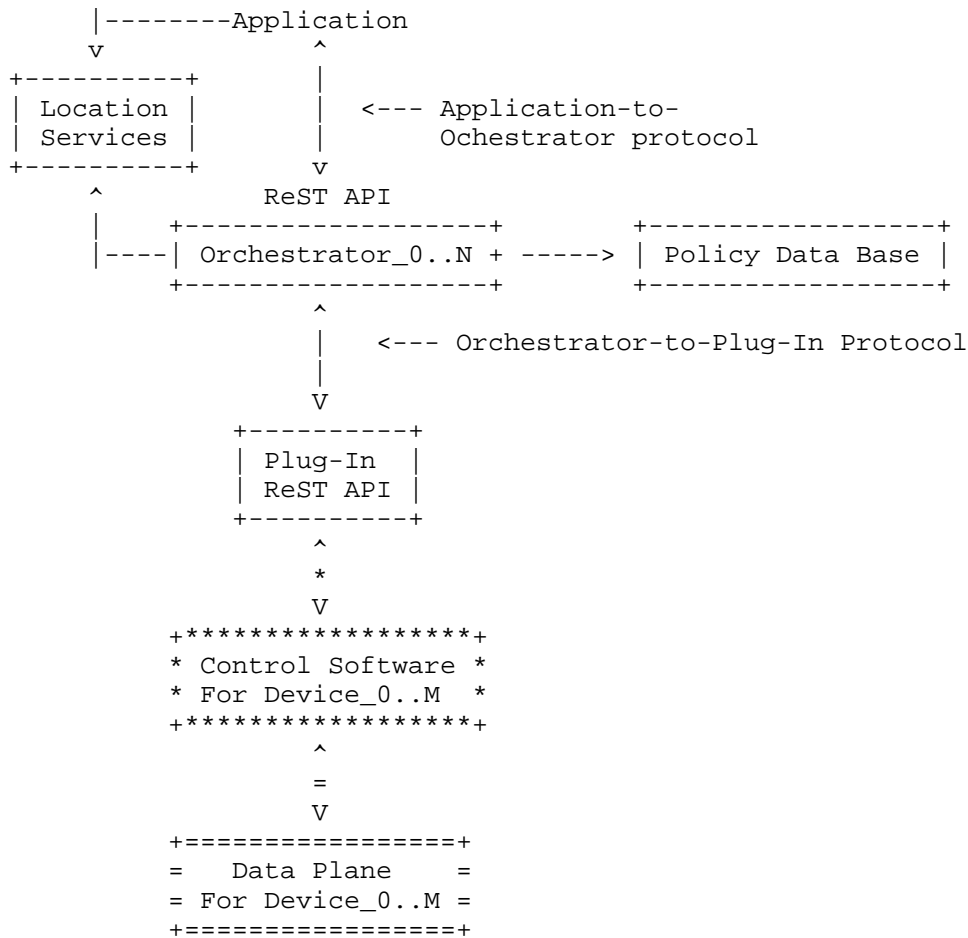 Application
Location
Services
<--- Application-to-
Ochestrator protocol
ReST API
Orchestrator_0..N + -----> | Policy Data Base
<--- Orchestrator-to-Plug-In Protocol
Plug-In
ReST API
Control Software
For Device_0..M
Data Plane
For Device_0..M